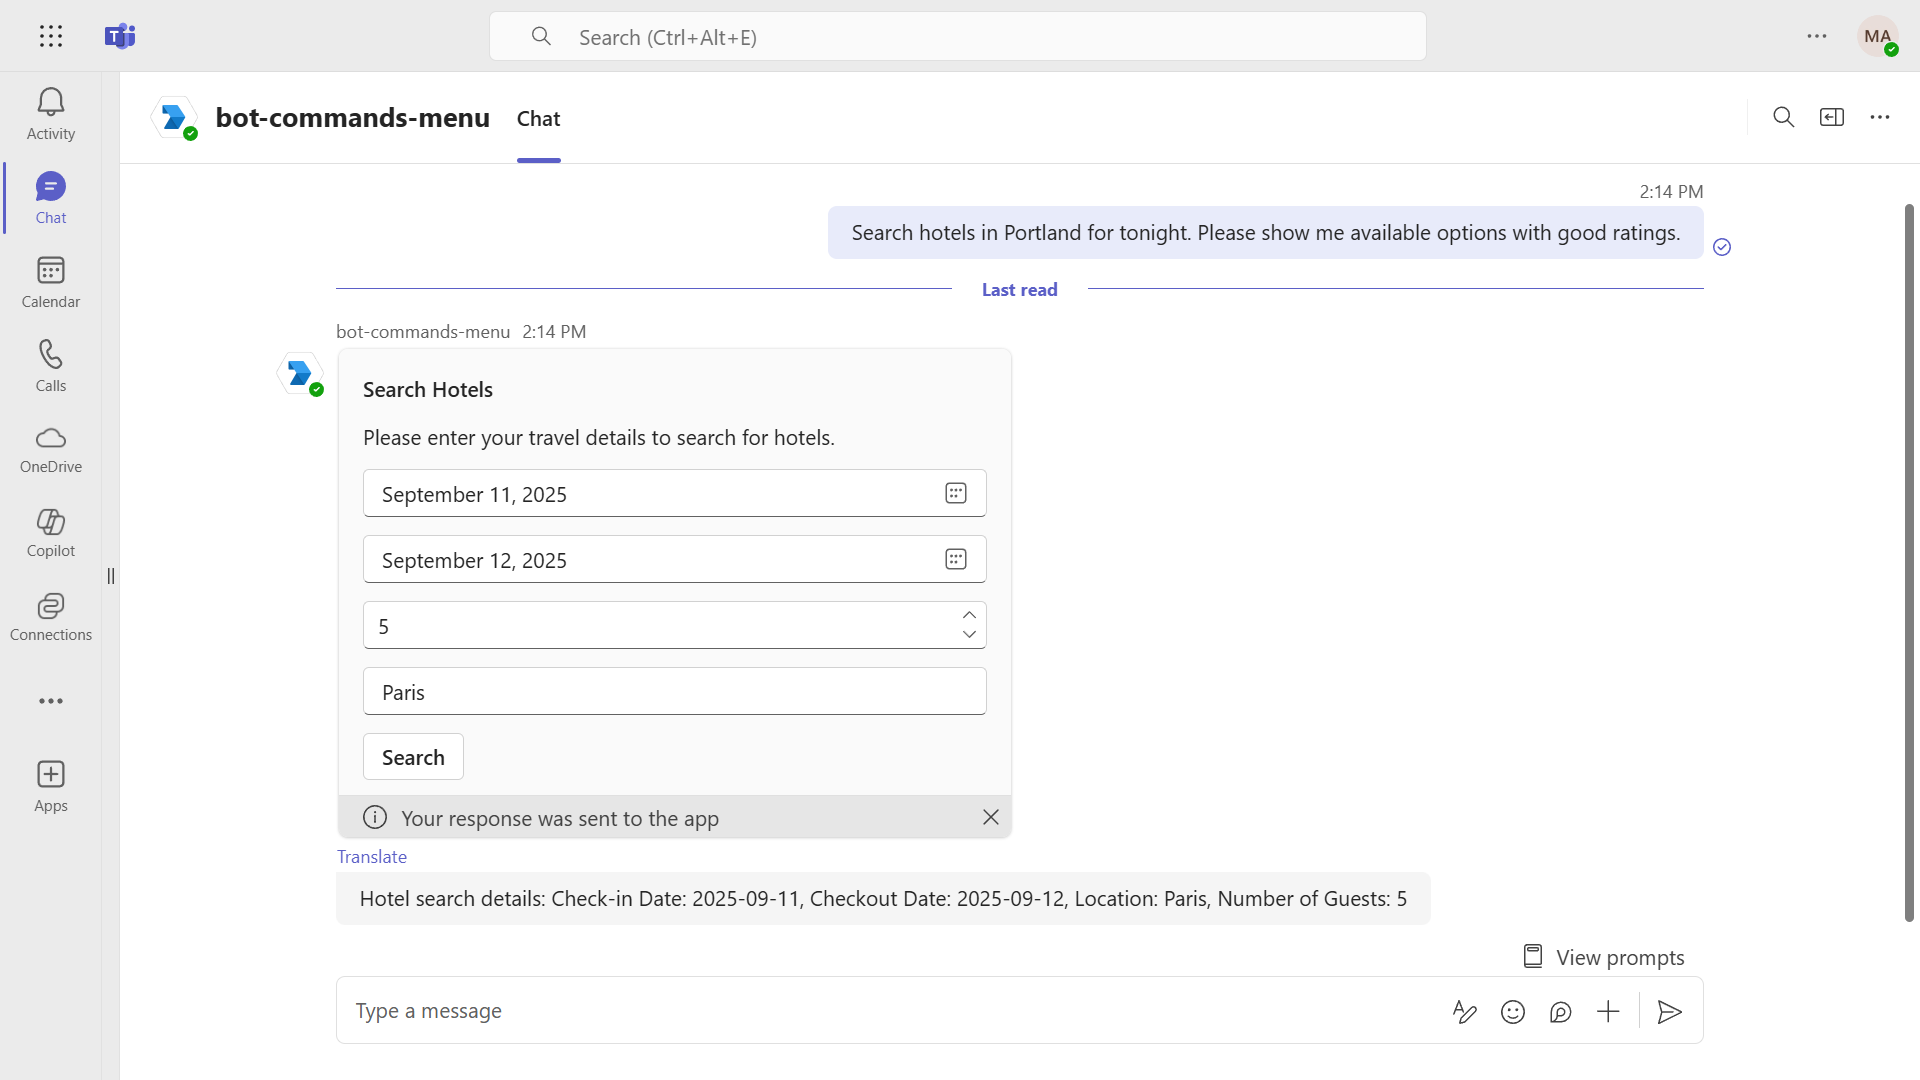 Search (Ctrl+Alt+E)
MA
Activity
Chat
Calendar
Calls
OneDrive
Copilot
Connections
Apps
bot-commands-menu
Chat
2:14 PM
Search hotels in Portland for tonight. Please show me available options with good ratings.
Last read
bot-commands-menu 2:14 PM
Search Hotels
Please enter your travel details to search for hotels.
September 11, 2025
September 12, 2025
5
Paris
Search
Your response was sent to the app
Translate
Hotel search details: Check-in Date: 2025-09-11, Checkout Date: 2025-09-12, Location: Paris, Number of Guests: 5
View prompts
Type a message